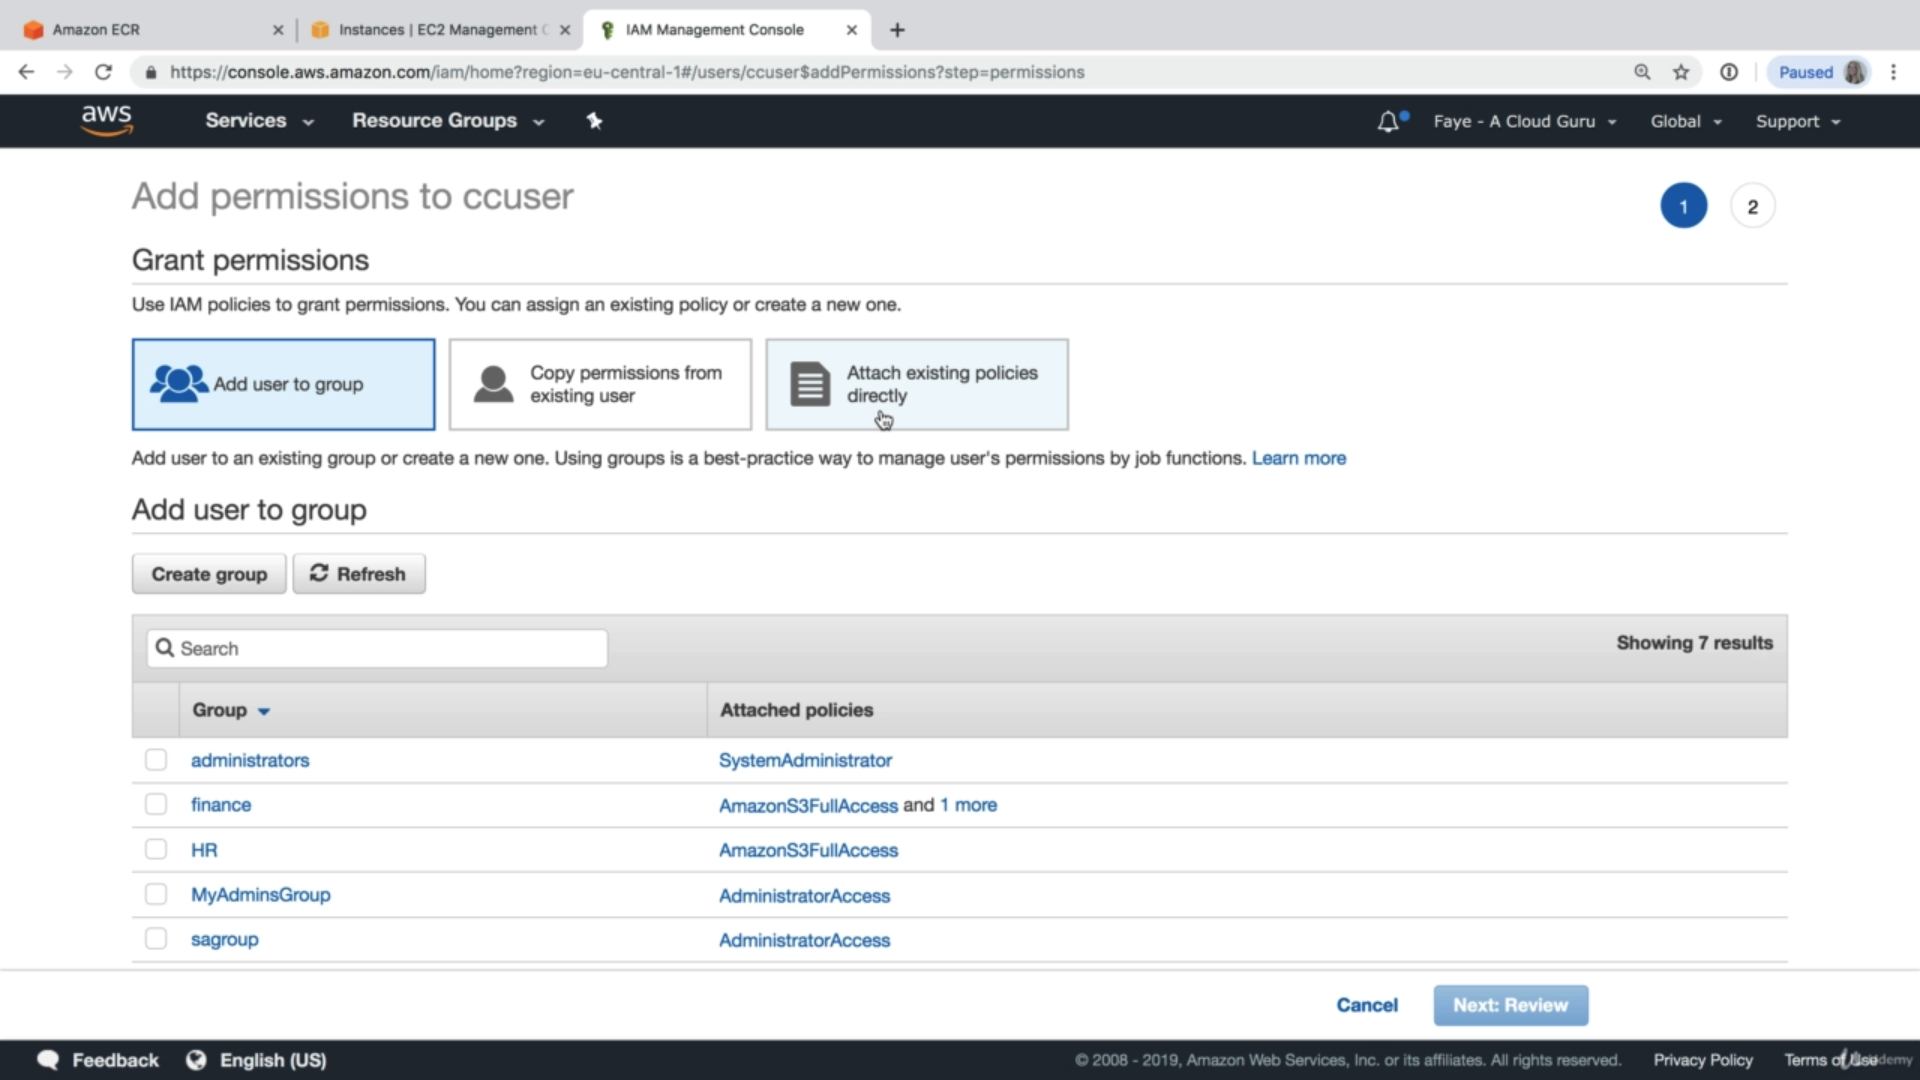 Amazon ECR
Instances | EC2 Management C
IAM Management Console
https://console.aws.amazon.com/iam/home?region=eu-central-1#/users/ccuser$addPermissions?step=permissions
Paused
aws
Services
Resource Groups
Faye - A Cloud Guru
Global
Support
Add permissions to ccuser
1
2
Grant permissions
Use IAM policies to grant permissions. You can assign an existing policy or create a new one.
Add user to group
Copy permissions from
existing user
Attach existing policies
directly
Add user to an existing group or create a new one. Using groups is a best-practice way to manage user's permissions by job functions. Learn more
Add user to group
Create group
Refresh
Search
Showing 7 results
Group
Attached policies
administrators
SystemAdministrator
finance
AmazonS3FullAccess and 1 more
HR
AmazonS3FullAccess
MyAdminsGroup
AdministratorAccess
sagroup
AdministratorAccess
Cancel
Next: Review
Feedback
English (US)
© 2008 - 2019, Amazon Web Services, Inc. or its affiliates. All rights reserved.
Privacy Policy
Terms of Use